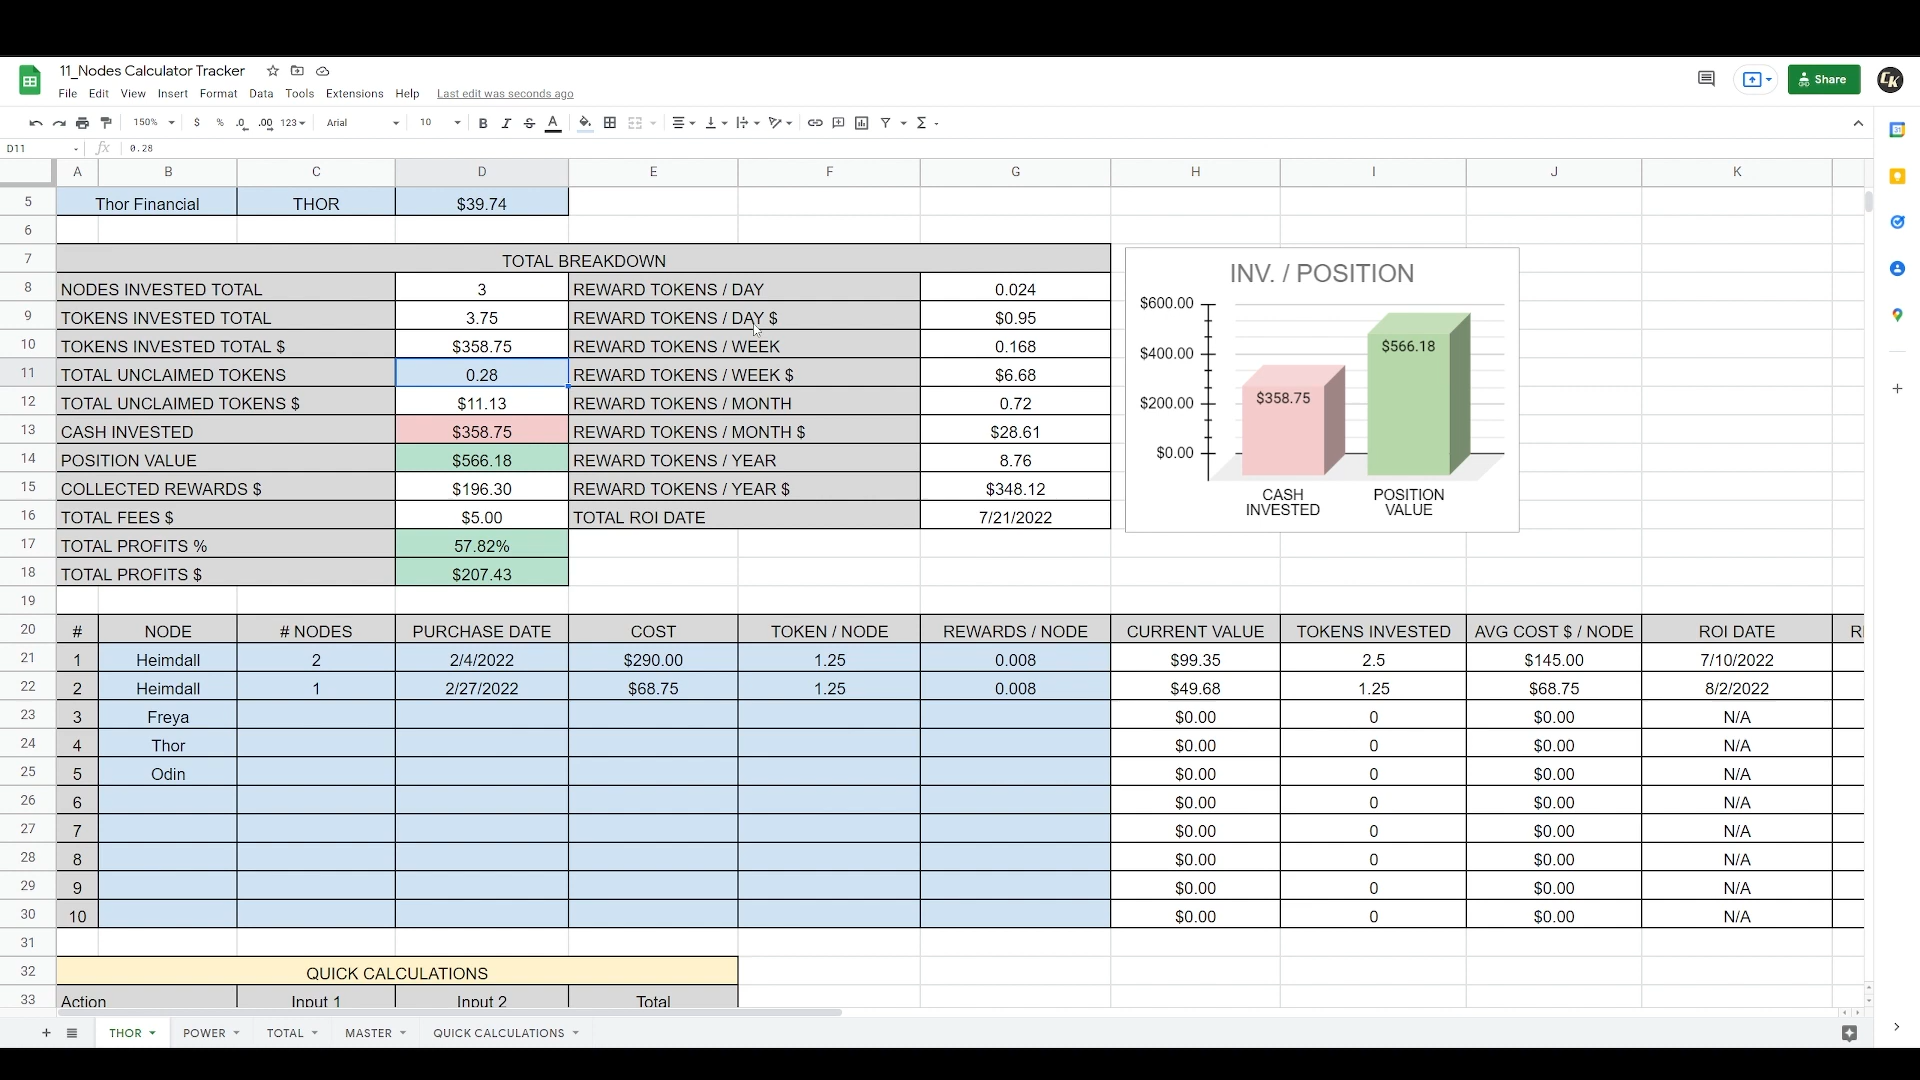 11_Nodes Calculator Tracker
File Edit View Insert Format Data Tools Extensions Help Last edit was seconds ago
Share
150% $ % .0 .00 123 Arial 10 B I S A
D11 fx 0.28
A B C D E F G H I J K
5 Thor Financial THOR $39.74
6
7 TOTAL BREAKDOWN
8 NODES INVESTED TOTAL 3 REWARD TOKENS / DAY 0.024
9 TOKENS INVESTED TOTAL 3.75 REWARD TOKENS / DAY $ $0.95
10 TOKENS INVESTED TOTAL $ $358.75 REWARD TOKENS / WEEK 0.168
11 TOTAL UNCLAIMED TOKENS 0.28 REWARD TOKENS / WEEK $ $6.68
12 TOTAL UNCLAIMED TOKENS $ $11.13 REWARD TOKENS / MONTH 0.72
13 CASH INVESTED $358.75 REWARD TOKENS / MONTH $ $28.61
14 POSITION VALUE $566.18 REWARD TOKENS / YEAR 8.76
15 COLLECTED REWARDS $ $196.30 REWARD TOKENS / YEAR $ $348.12
16 TOTAL FEES $ $5.00 TOTAL ROI DATE 7/21/2022
17 TOTAL PROFITS % 57.82%
18 TOTAL PROFITS $ $207.43
INV. / POSITION
$600.00
$400.00
$200.00
$0.00
$358.75
$566.18
CASH INVESTED
POSITION VALUE
19
20 # NODE # NODES PURCHASE DATE COST TOKEN / NODE REWARDS / NODE CURRENT VALUE TOKENS INVESTED AVG COST $ / NODE ROI DATE
21 1 Heimdall 2 2/4/2022 $290.00 1.25 0.008 $99.35 2.5 $145.00 7/10/2022
22 2 Heimdall 1 2/27/2022 $68.75 1.25 0.008 $49.68 1.25 $68.75 8/2/2022
23 3 Freya $0.00 0 $0.00 N/A
24 4 Thor $0.00 0 $0.00 N/A
25 5 Odin $0.00 0 $0.00 N/A
26 6 $0.00 0 $0.00 N/A
27 7 $0.00 0 $0.00 N/A
28 8 $0.00 0 $0.00 N/A
29 9 $0.00 0 $0.00 N/A
30 10 $0.00 0 $0.00 N/A
31
32 QUICK CALCULATIONS
33 Action Input 1 Input 2 Total
THOR POWER TOTAL MASTER QUICK CALCULATIONS